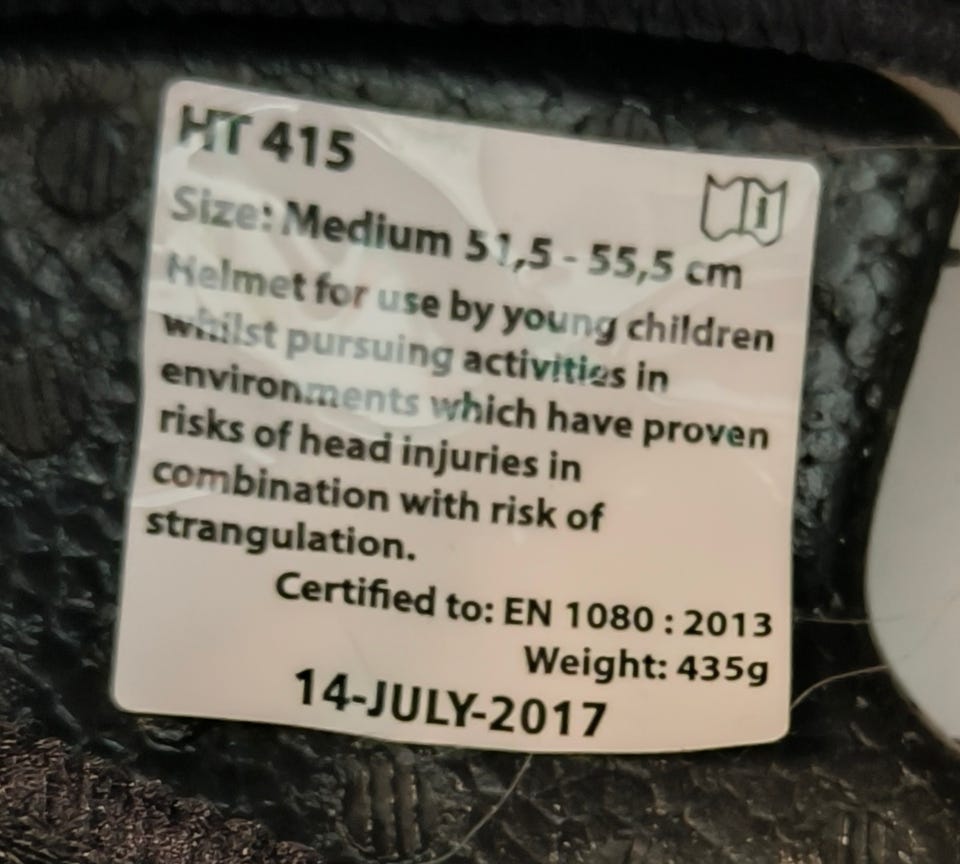 HT 415
Size: Medium 51,5 - 55,5 cm
Helmet for use by young children
whilst pursuing activities in
environments which have proven
risks of head injuries in
combination with risk of
strangulation.
Certified to: EN 1080 : 2013
Weight: 435g
14-JULY-2017